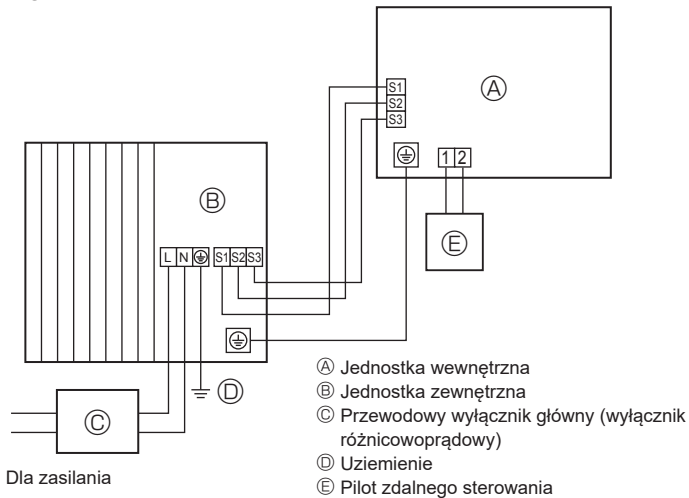 S1
S2
S3
Ⓐ
1 2
Ⓑ
Ⓔ
L N S1 S2 S3
Ⓓ
Ⓒ
Dla zasilania
Ⓐ Jednostka wewnętrzna
Ⓑ Jednostka zewnętrzna
Ⓒ Przewodowy wyłącznik główny (wyłącznik
różnicowoprądowy)
Ⓓ Uziemienie
Ⓔ Pilot zdalnego sterowania